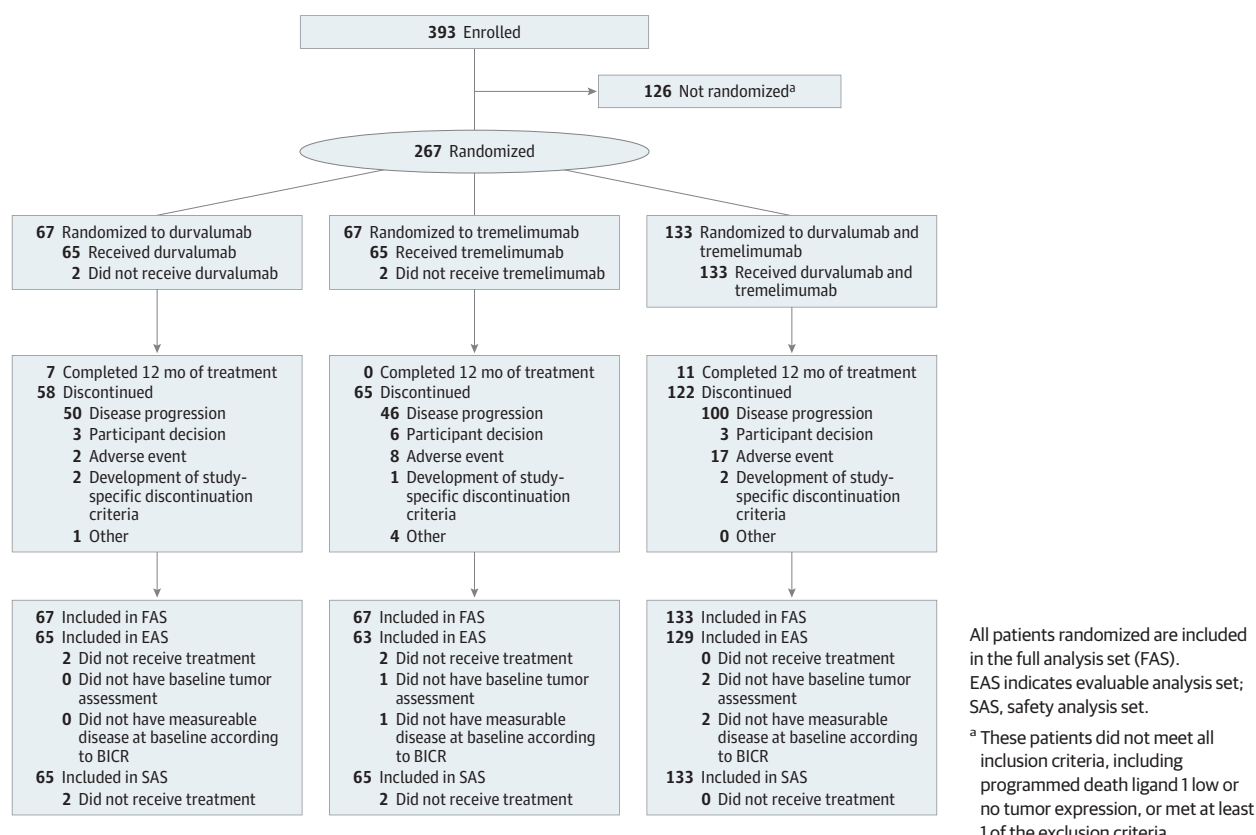 393 Enrolled
126 Not randomizedᵃ
267 Randomized
67 Randomized to durvalumab
65 Received durvalumab
2 Did not receive durvalumab
67 Randomized to tremelimumab
65 Received tremelimumab
2 Did not receive tremelimumab
133 Randomized to durvalumab and
tremelimumab
133 Received durvalumab and
tremelimumab
7 Completed 12 mo of treatment
58 Discontinued
50 Disease progression
3 Participant decision
2 Adverse event
2 Development of study-
specific discontinuation
criteria
1 Other
0 Completed 12 mo of treatment
65 Discontinued
46 Disease progression
6 Participant decision
8 Adverse event
1 Development of study-
specific discontinuation
criteria
4 Other
11 Completed 12 mo of treatment
122 Discontinued
100 Disease progression
3 Participant decision
17 Adverse event
2 Development of study-
specific discontinuation
criteria
0 Other
67 Included in FAS
65 Included in EAS
2 Did not receive treatment
0 Did not have baseline tumor
assessment
0 Did not have measureable
disease at baseline according
to BICR
65 Included in SAS
2 Did not receive treatment
67 Included in FAS
63 Included in EAS
2 Did not receive treatment
1 Did not have baseline tumor
assessment
1 Did not have measurable
disease at baseline according
to BICR
65 Included in SAS
2 Did not receive treatment
133 Included in FAS
129 Included in EAS
0 Did not receive treatment
2 Did not have baseline tumor
assessment
2 Did not have measurable
disease at baseline according
to BICR
133 Included in SAS
0 Did not receive treatment
All patients randomized are included
in the full analysis set (FAS).
EAS indicates evaluable analysis set;
SAS, safety analysis set.
ᵃ These patients did not meet all
inclusion criteria, including
programmed death ligand 1 low or
no tumor expression, or met at least
1 of the exclusion criteria